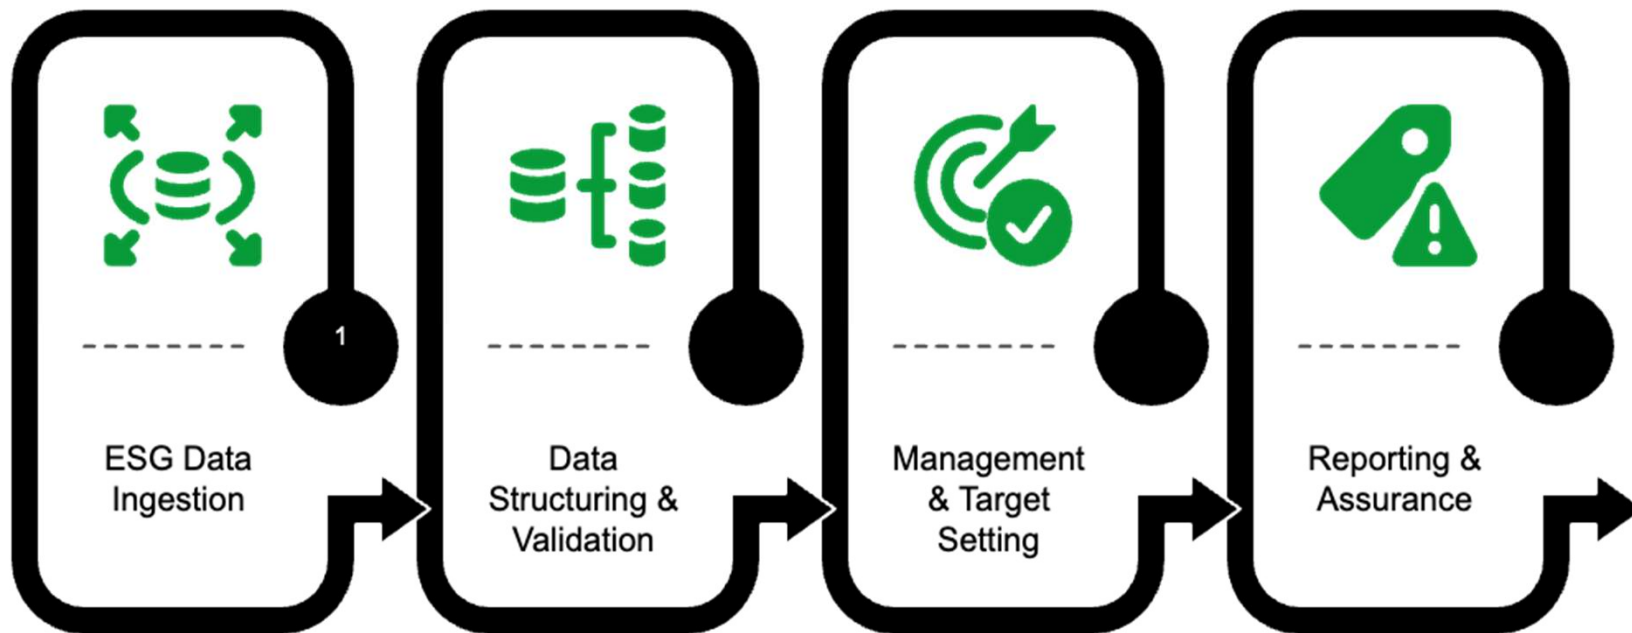 1
ESG Data
Ingestion
Data
Structuring &
Validation
Management
& Target
Setting
Reporting &
Assurance